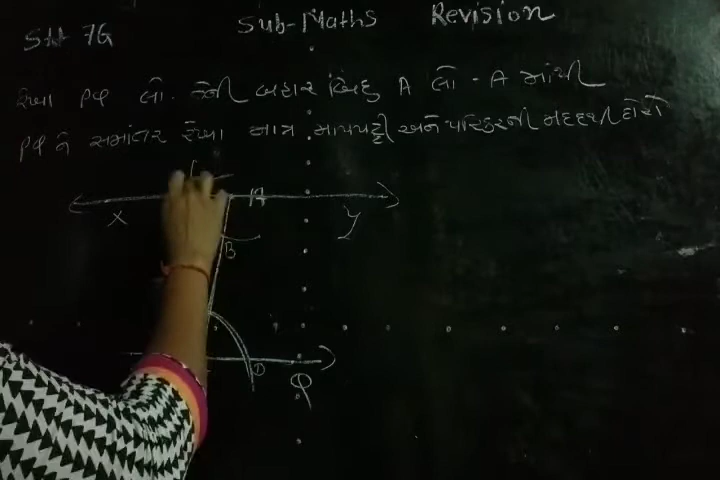 Std 7G Sub-Maths Revision
રેખા PQ લો. તેની બહાર બિંદુ A લો - A માંથી
PQ ને સમાંતર રેખા માત્ર માપપટ્ટી અને પરિકરની મદદથી દોરો
X Y
B
D Q